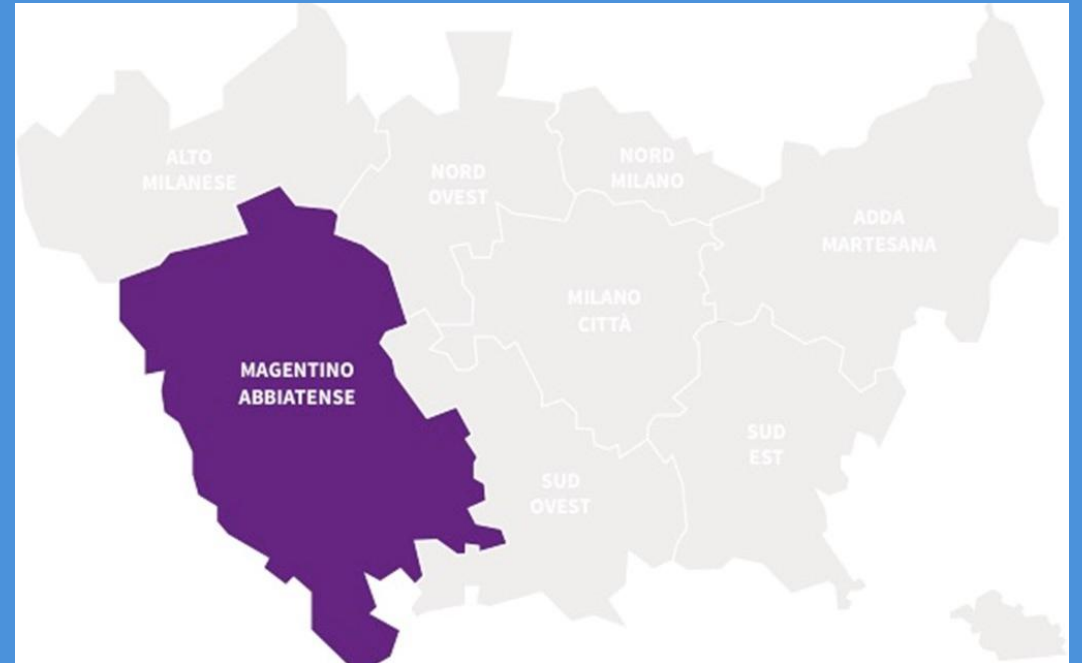 ALTO
MILANESE
NORD
OVEST
NORD
MILANO
ADDA
MARTESANA
MILANO
CITTÀ
MAGENTINO
ABBIATENSE
SUD
EST
SUD
OVEST